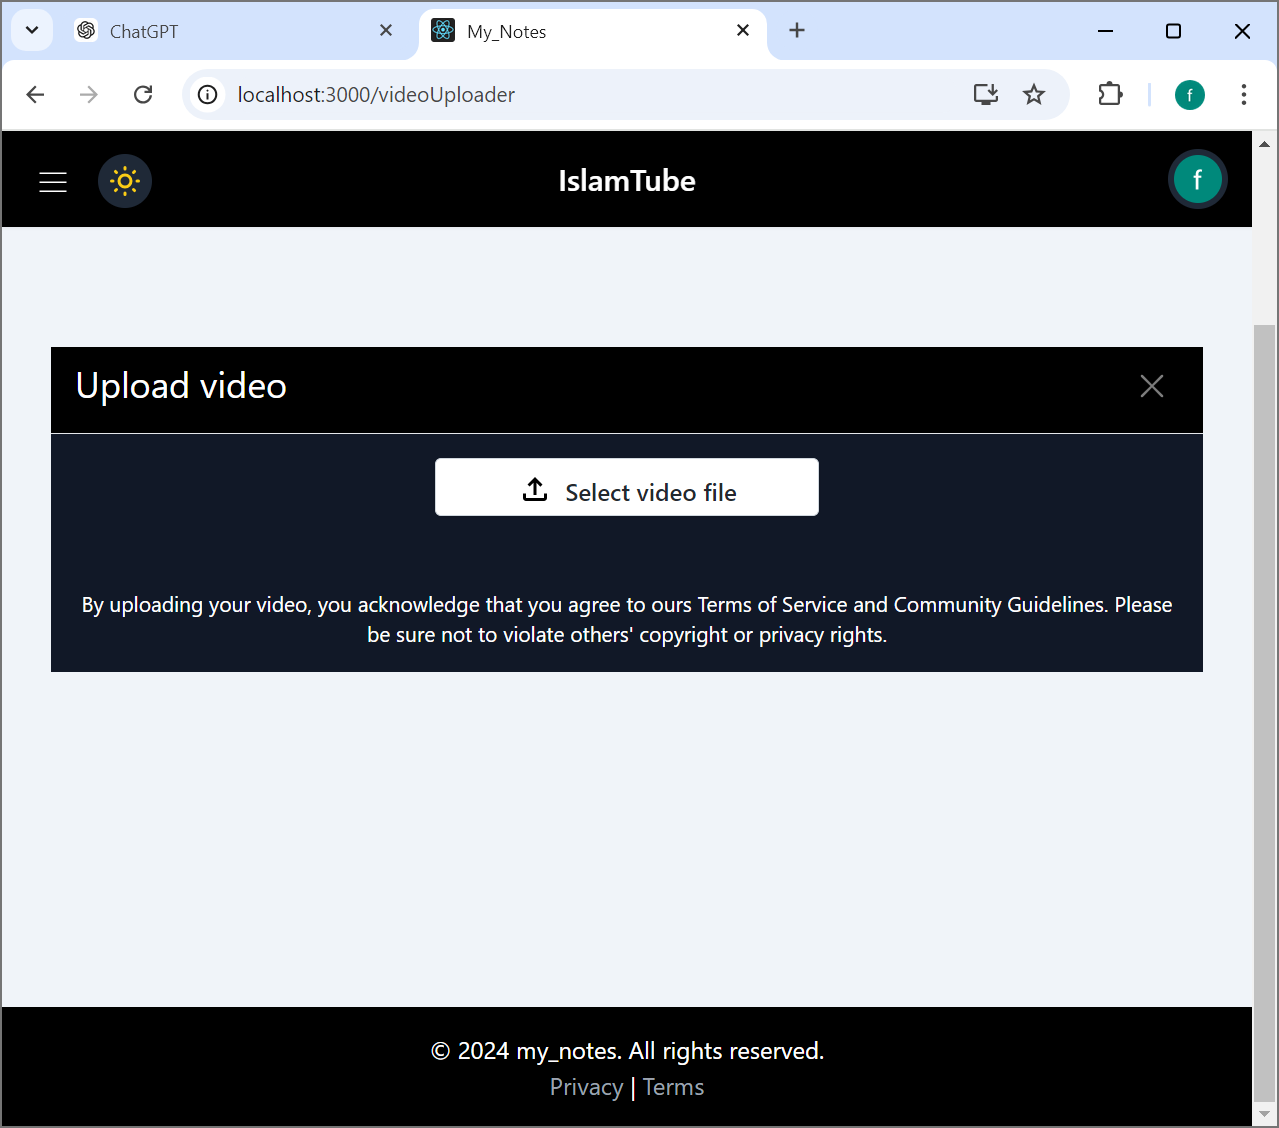 ChatGPT
My_Notes
localhost:3000/videoUploader
f
IslamTube
f
Upload video
Select video file
By uploading your video, you acknowledge that you agree to ours Terms of Service and Community Guidelines. Please
be sure not to violate others' copyright or privacy rights.
© 2024 my_notes. All rights reserved.
Privacy | Terms